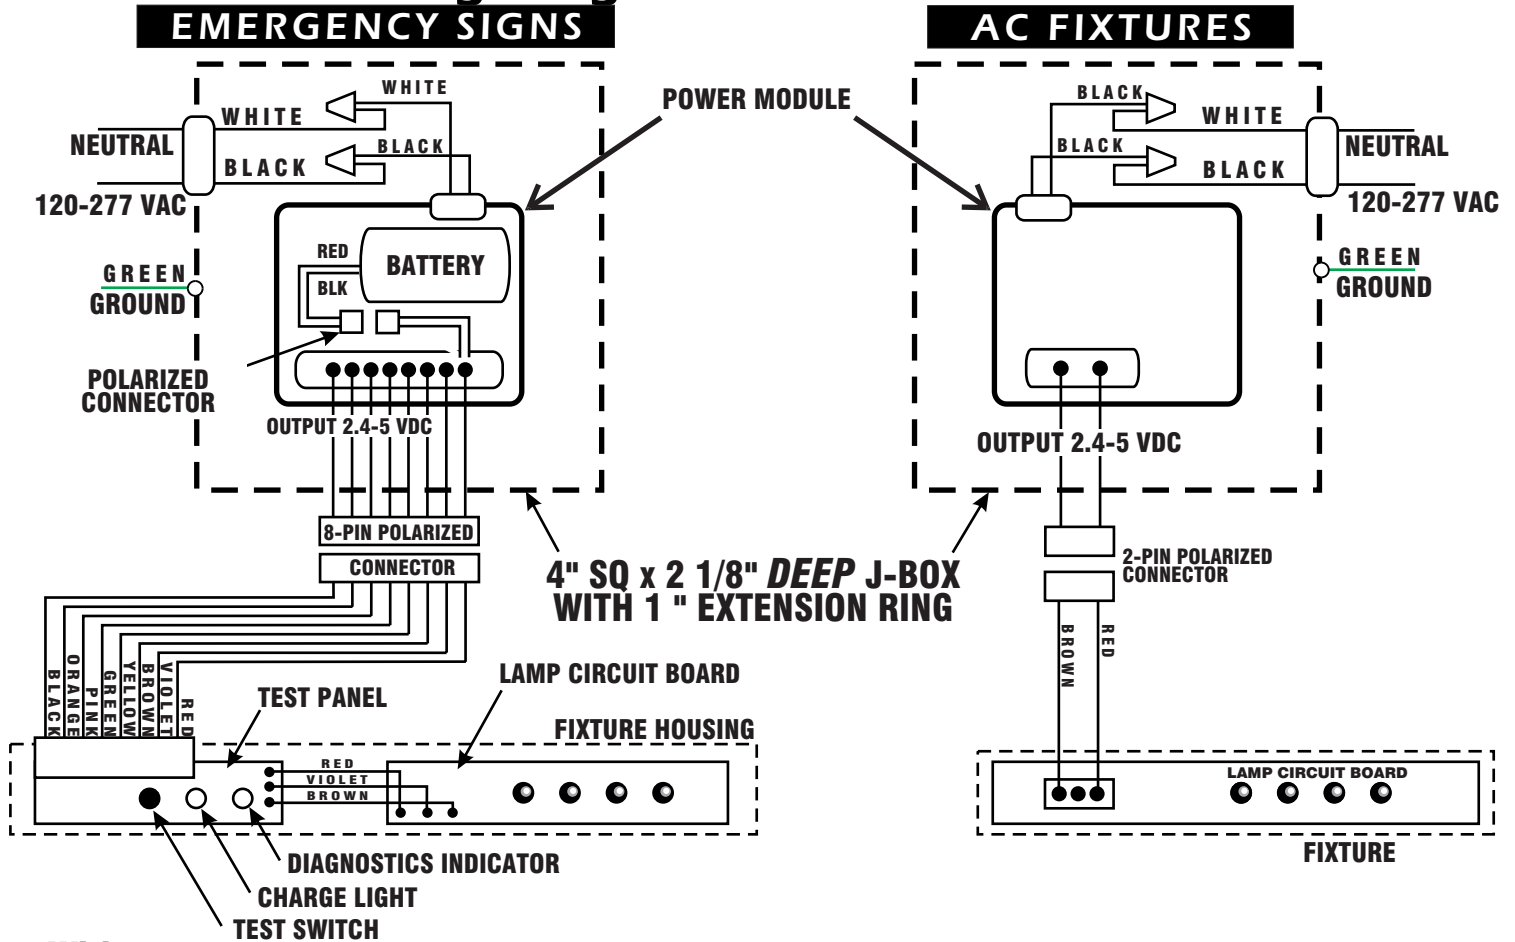 EMERGENCY SIGNS
AC FIXTURES
WHITE
WHITE
NEUTRAL
BLACK
BLACK
120-277 VAC
POWER MODULE
BLACK
WHITE
NEUTRAL
BLACK
BLACK
120-277 VAC
RED
BATTERY
BLK
GREEN
GROUND
GREEN
GROUND
POLARIZED
CONNECTOR
OUTPUT 2.4-5 VDC
OUTPUT 2.4-5 VDC
8-PIN POLARIZED
CONNECTOR
4" SQ x 2 1/8" DEEP J-BOX
WITH 1 " EXTENSION RING
2-PIN POLARIZED
CONNECTOR
BLACK
ORANGE
PINK
GREEN
YELLOW
BROWN
VIOLET
RED
BROWN
RED
TEST PANEL
LAMP CIRCUIT BOARD
FIXTURE HOUSING
RED
VIOLET
BROWN
LAMP CIRCUIT BOARD
FIXTURE
DIAGNOSTICS INDICATOR
CHARGE LIGHT
TEST SWITCH